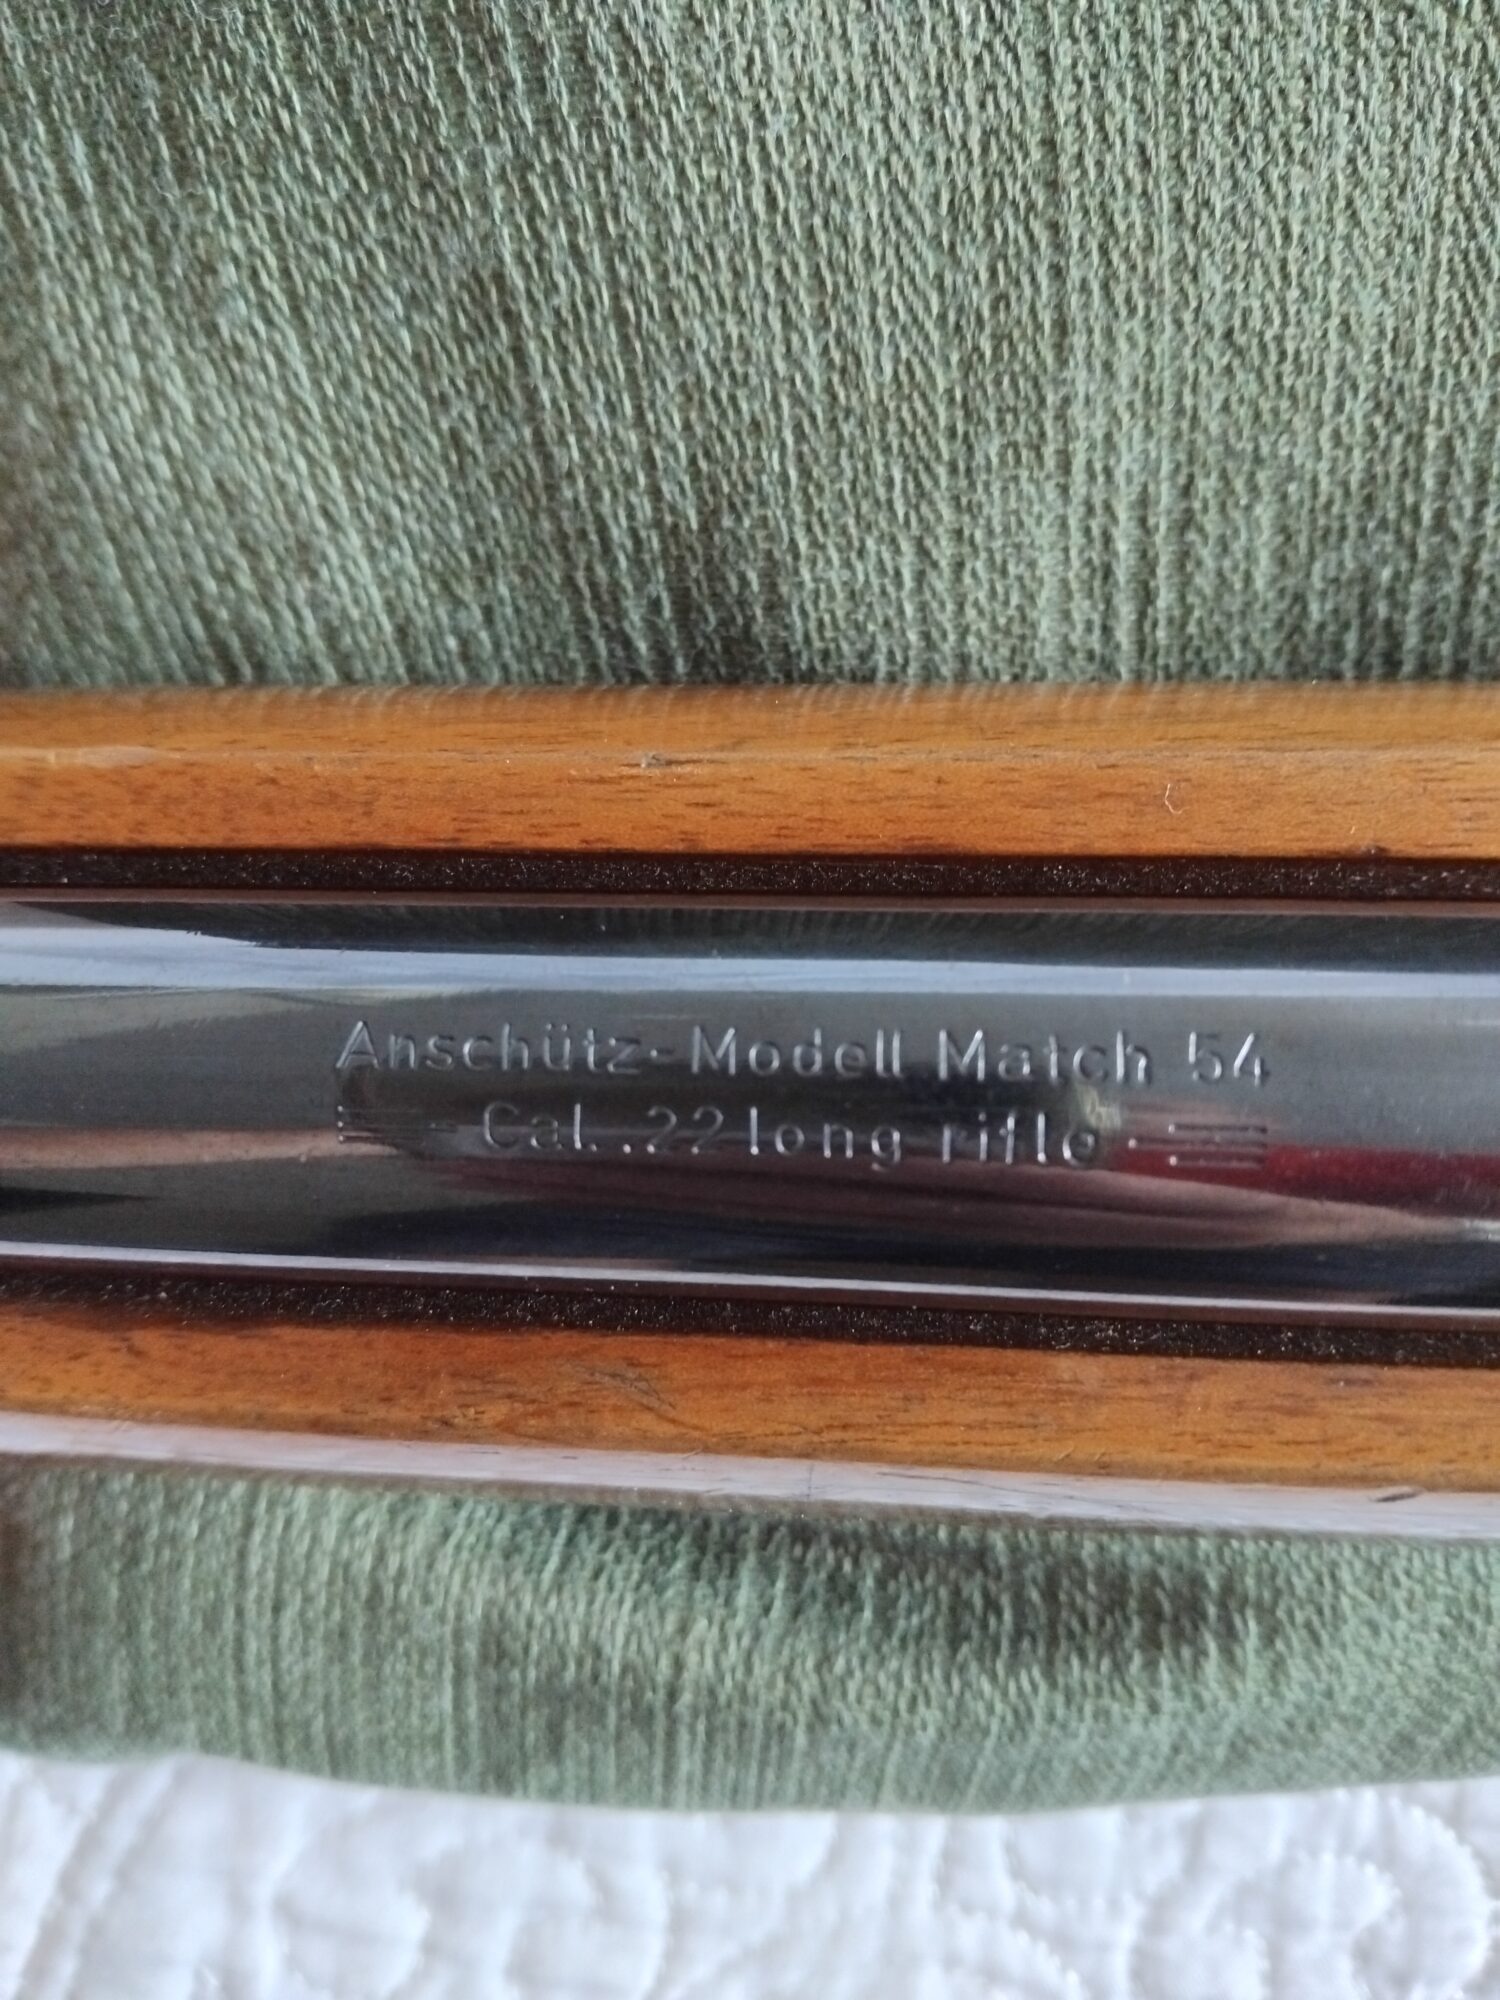 Anschütz-Modell Match 54
Cal. .22 long rifle